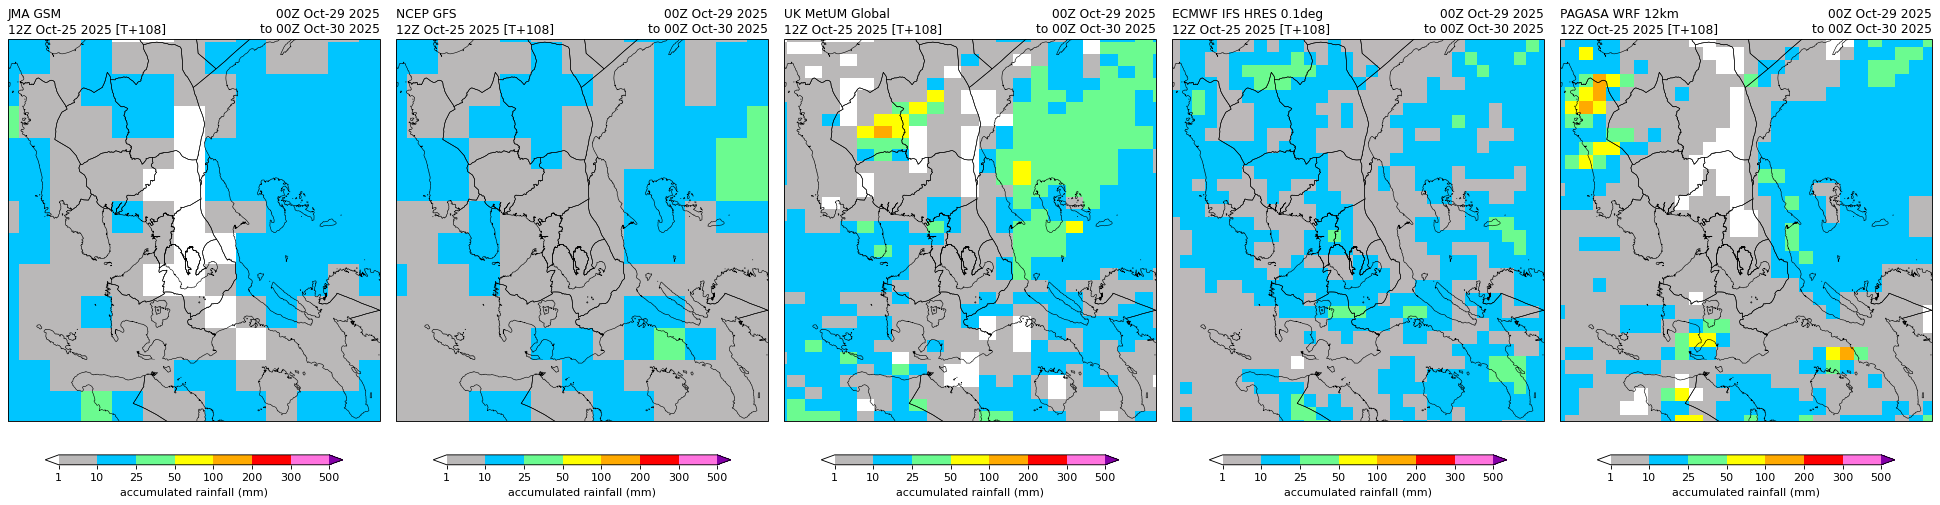 JMA GSM 00Z Oct-29 2025
12Z Oct-25 2025 [T+108] to 00Z Oct-30 2025
1 10 25 50 100 200 300 500
accumulated rainfall (mm)
NCEP GFS 00Z Oct-29 2025
12Z Oct-25 2025 [T+108] to 00Z Oct-30 2025
1 10 25 50 100 200 300 500
accumulated rainfall (mm)
UK MetUM Global 00Z Oct-29 2025
12Z Oct-25 2025 [T+108] to 00Z Oct-30 2025
1 10 25 50 100 200 300 500
accumulated rainfall (mm)
ECMWF IFS HRES 0.1deg 00Z Oct-29 2025
12Z Oct-25 2025 [T+108] to 00Z Oct-30 2025
1 10 25 50 100 200 300 500
accumulated rainfall (mm)
PAGASA WRF 12km 00Z Oct-29 2025
12Z Oct-25 2025 [T+108] to 00Z Oct-30 2025
1 10 25 50 100 200 300 500
accumulated rainfall (mm)